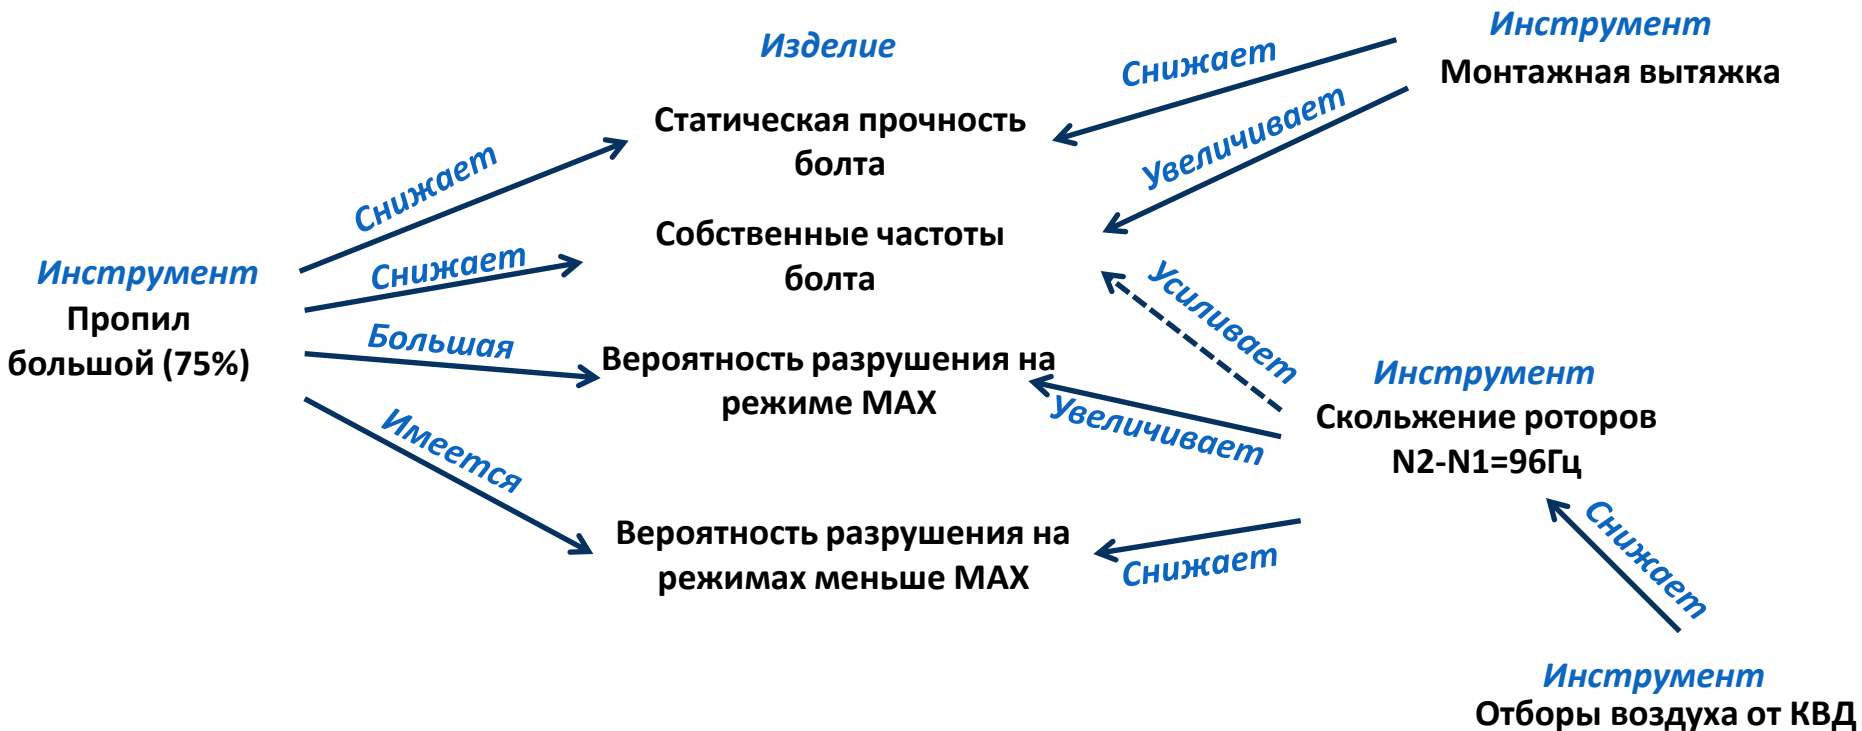 Инструмент
Пропил
большой (75%)
Снижает
Снижает
Большая
Имеется
Изделие
Статическая прочность
болта
Собственные частоты
болта
Вероятность разрушения на
режиме MAX
Вероятность разрушения на
режимах меньше MAX
Снижает
Увеличивает
Усиливает
Увеличивает
Снижает
Инструмент
Монтажная вытяжка
Инструмент
Скольжение роторов
N2-N1=96Гц
Снижает
Инструмент
Отборы воздуха от КВД